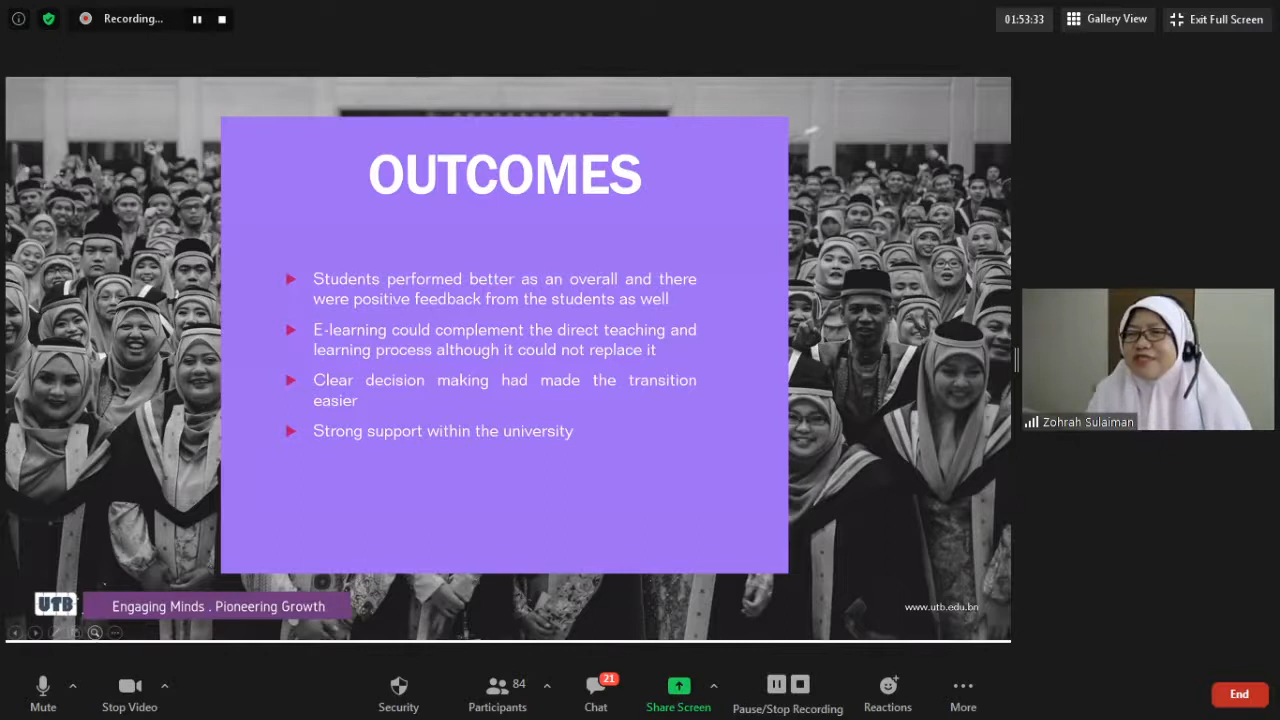 Recording...
01:53:33
Gallery View
Exit Full Screen
OUTCOMES
Students performed better as an overall and there
were positive feedback from the students as well
E-learning could complement the direct teaching and
learning process although it could not replace it
Clear decision making had made the transition
easier
Strong support within the university
Zohrah Sulaiman
UTB
Engaging Minds . Pioneering Growth
www.utb.edu.bn
Mute
Stop Video
Security
84
Participants
21
Chat
Share Screen
Pause/Stop Recording
Reactions
More
End